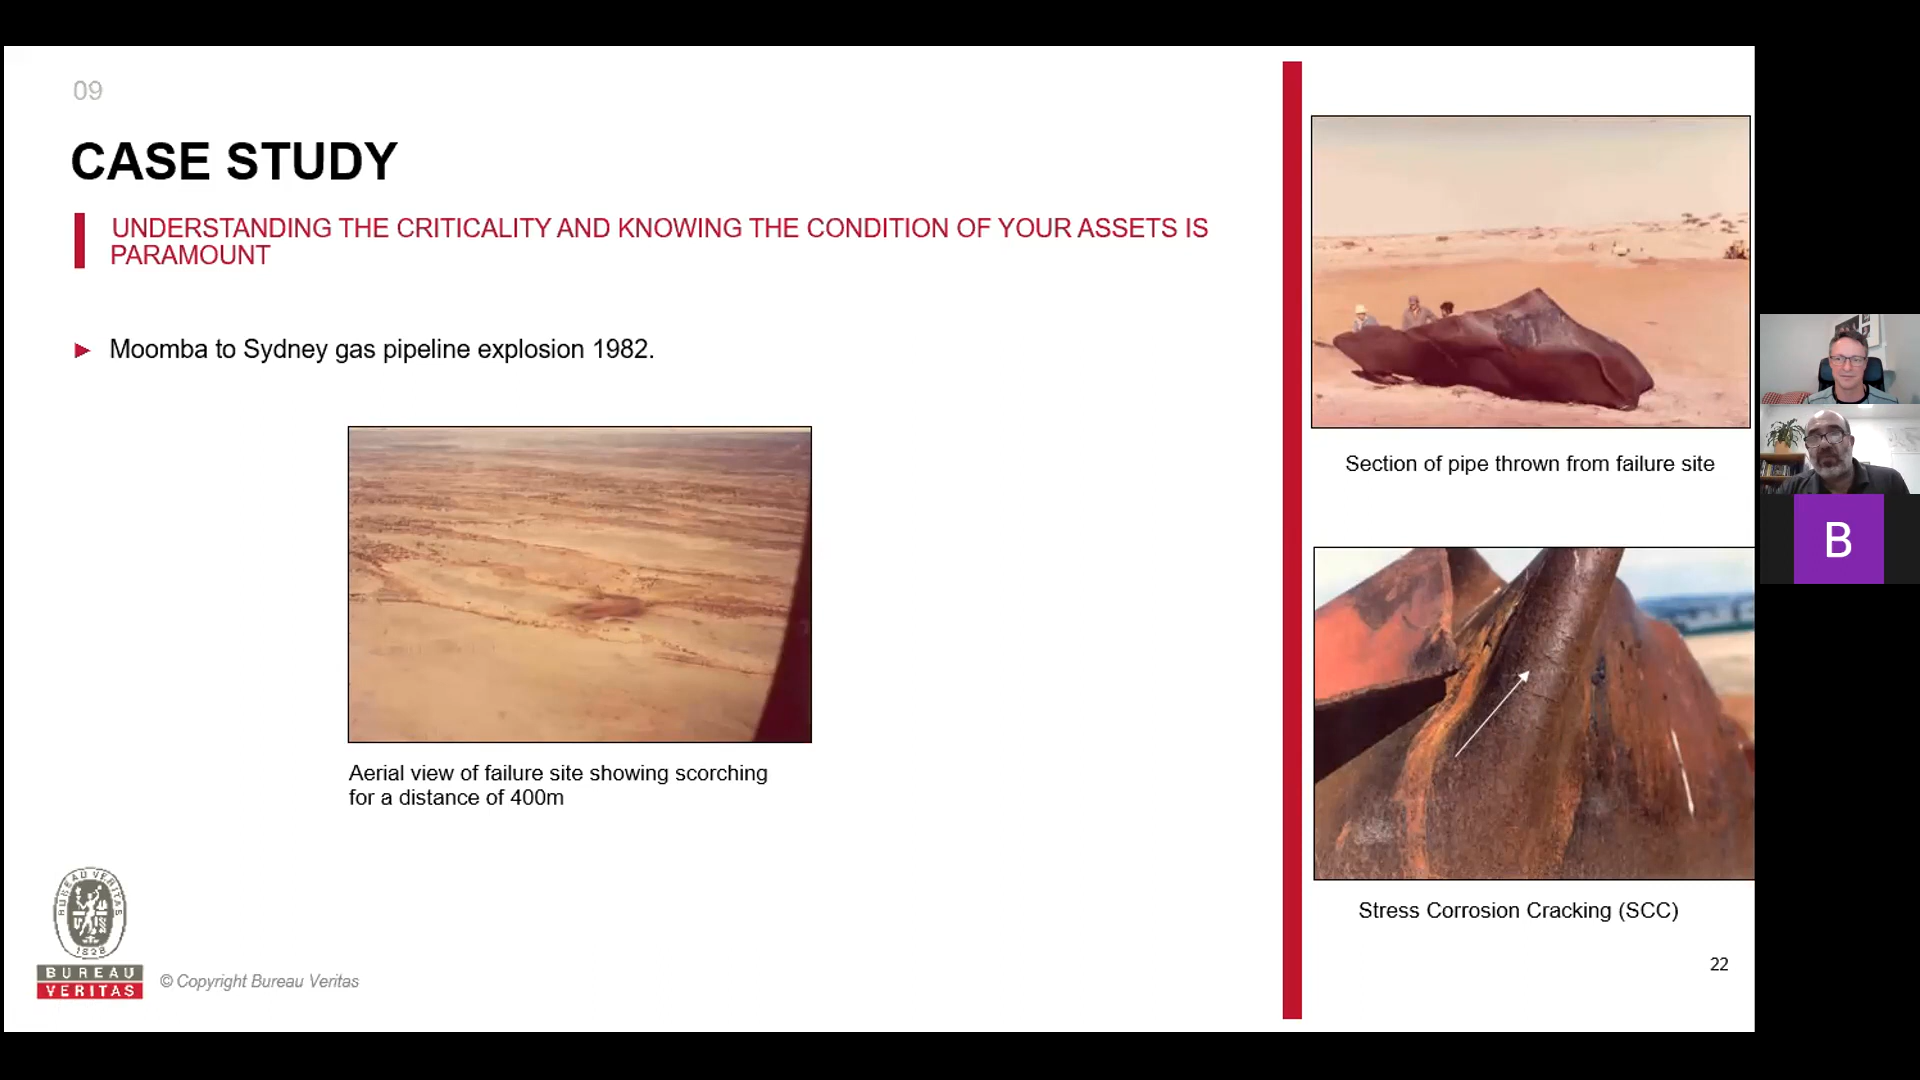 09
CASE STUDY
UNDERSTANDING THE CRITICALITY AND KNOWING THE CONDITION OF YOUR ASSETS IS
PARAMOUNT
Moomba to Sydney gas pipeline explosion 1982.
Aerial view of failure site showing scorching
for a distance of 400m
Section of pipe thrown from failure site
Stress Corrosion Cracking (SCC)
BUREAU VERITAS
1828
BUREAU
VERITAS
© Copyright Bureau Veritas
22
B